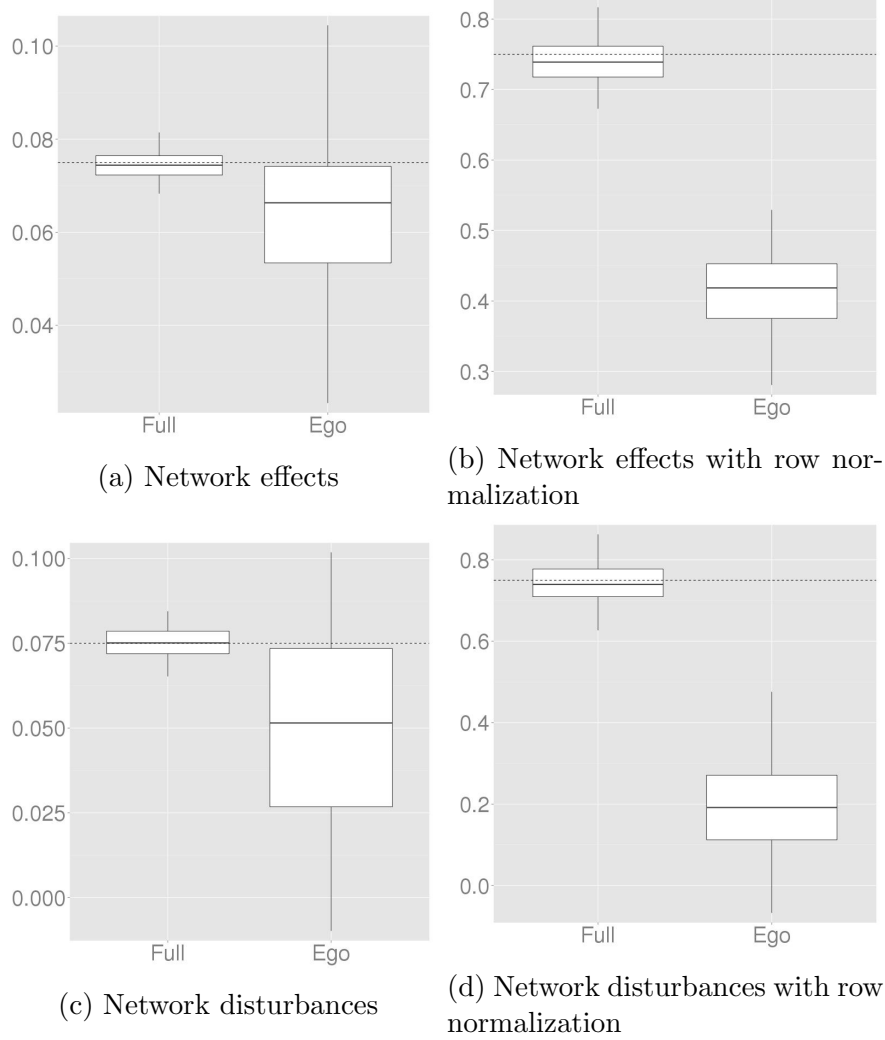 0.10
0.08
0.06
0.04
Full Ego
(a) Network effects
0.8
0.7
0.6
0.5
0.4
0.3
Full Ego
(b) Network effects with row nor-
malization
0.100
0.075
0.050
0.025
0.000
Full Ego
(c) Network disturbances
0.8
0.6
0.4
0.2
0.0
Full Ego
(d) Network disturbances with row
normalization